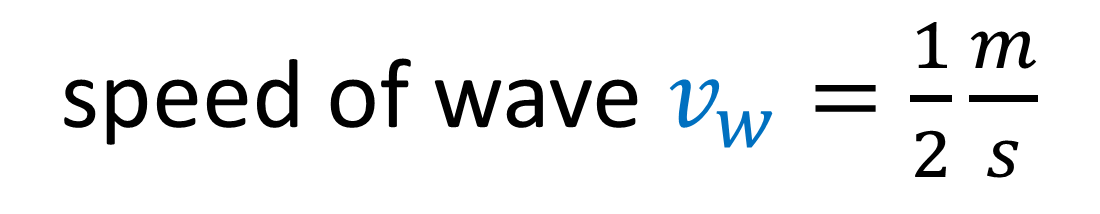 speed of wave v_w = 1/2 m/s